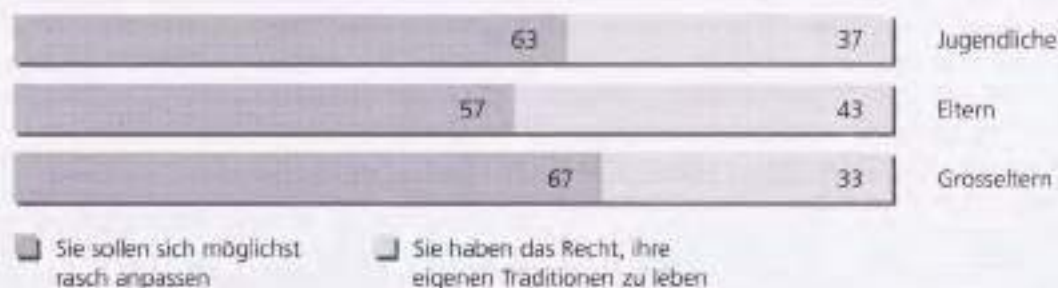 63 37 Jugendliche
57 43 Eltern
67 33 Grosseltern
Sie sollen sich möglichst
rasch anpassen
Sie haben das Recht, ihre
eigenen Traditionen zu leben